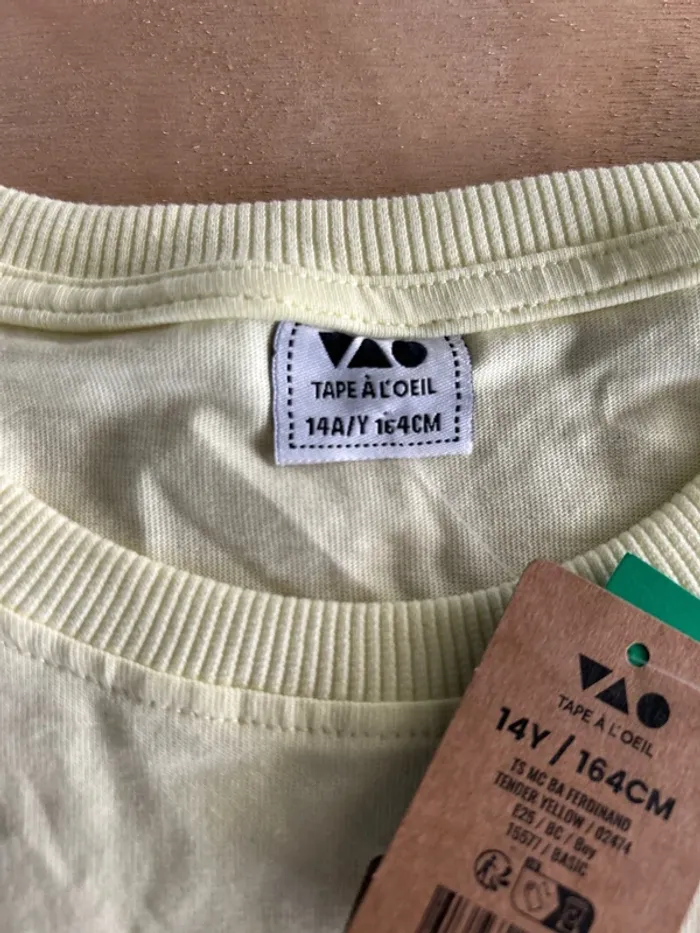 TAPE À L'OEIL
14A/Y 164CM
TAPE À L'OEIL
14Y / 164CM
TS MC BA FERDINAND
TENDER YELLOW / 02474
E25 / BC / Boy
15577 / BASIC